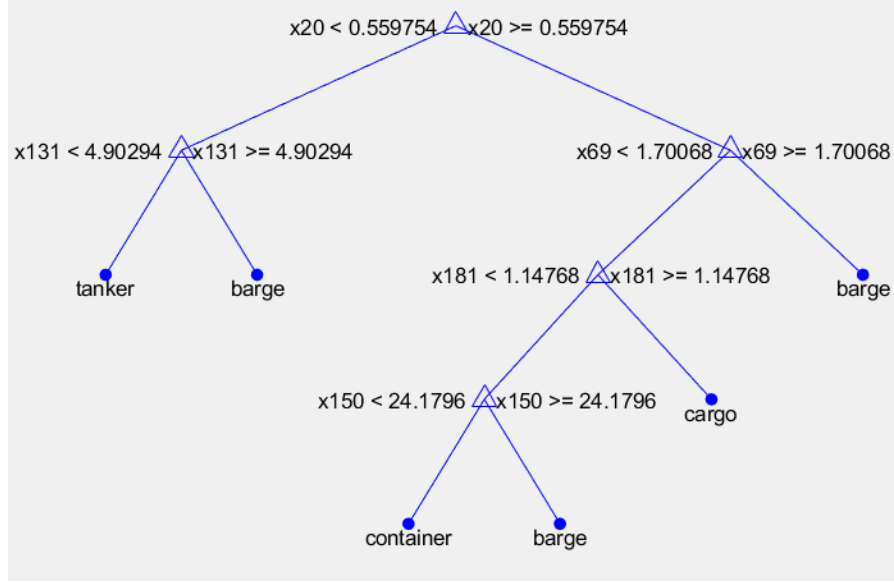 x20 < 0.559754 x20 >= 0.559754
x131 < 4.90294 x131 >= 4.90294 x69 < 1.70068 x69 >= 1.70068
tanker barge x181 < 1.14768 x181 >= 1.14768 barge
x150 < 24.1796 x150 >= 24.1796 cargo
container barge